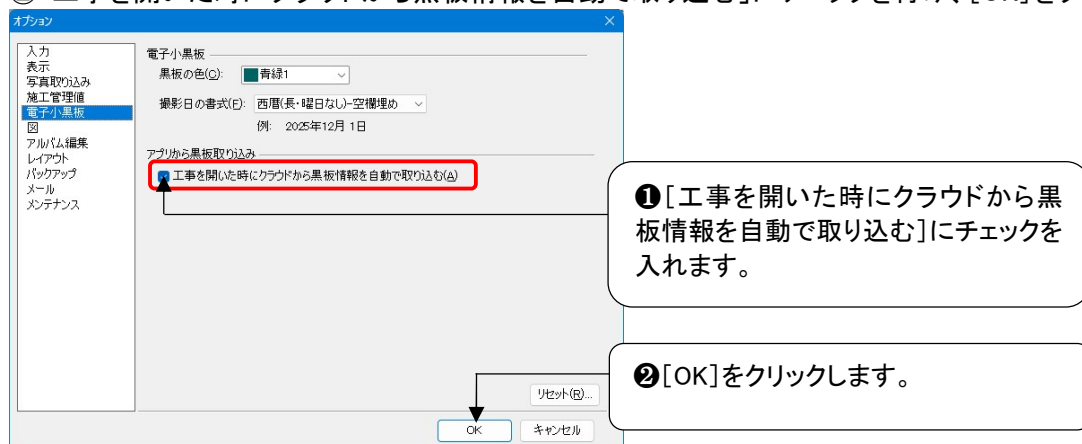 オプション
入力
表示
写真取り込み
施工管理値
電子小黒板
図
アルバム編集
レイアウト
バックアップ
メール
メンテナンス
電子小黒板
黒板の色(C): 青緑1
撮影日の書式(F): 西暦(長・曜日なし)-空欄埋め
例: 2025年12月 1日
アプリから黒板取り込み
工事を開いた時にクラウドから黒板情報を自動で取り込む(A)
リセット(R)...
OK キャンセル
❶[工事を開いた時にクラウドから黒
板情報を自動で取り込む]にチェックを
入れます。
❷[OK]をクリックします。